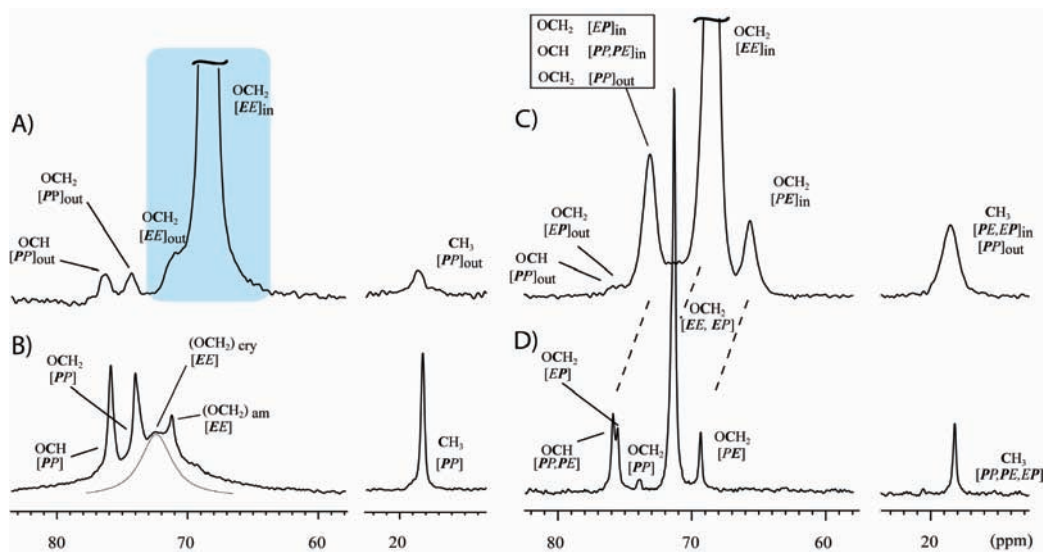 A)
OCH₂
[EE]in
OCH₂
[PP]out
OCH₂
[EE]out
OCH
[PP]out
CH₃
[PP]out
B)
OCH₂
[PP]
(OCH₂) cry
[EE]
(OCH₂) am
[EE]
OCH
[PP]
CH₃
[PP]
80 70 60 20
C)
OCH₂ [EP]in
OCH [PP,PE]in
OCH₂ [PP]out
OCH₂
[EE]in
OCH₂
[PE]in
OCH₂
[EP]out
OCH
[PP]out
CH₃
[PE,EP]in
[PP]out
D)
OCH₂
[EE, EP]
OCH₂
[EP]
OCH
[PP,PE]
OCH₂
[PP]
OCH₂
[PE]
CH₃
[PP,PE,EP]
80 70 60 20 (ppm)